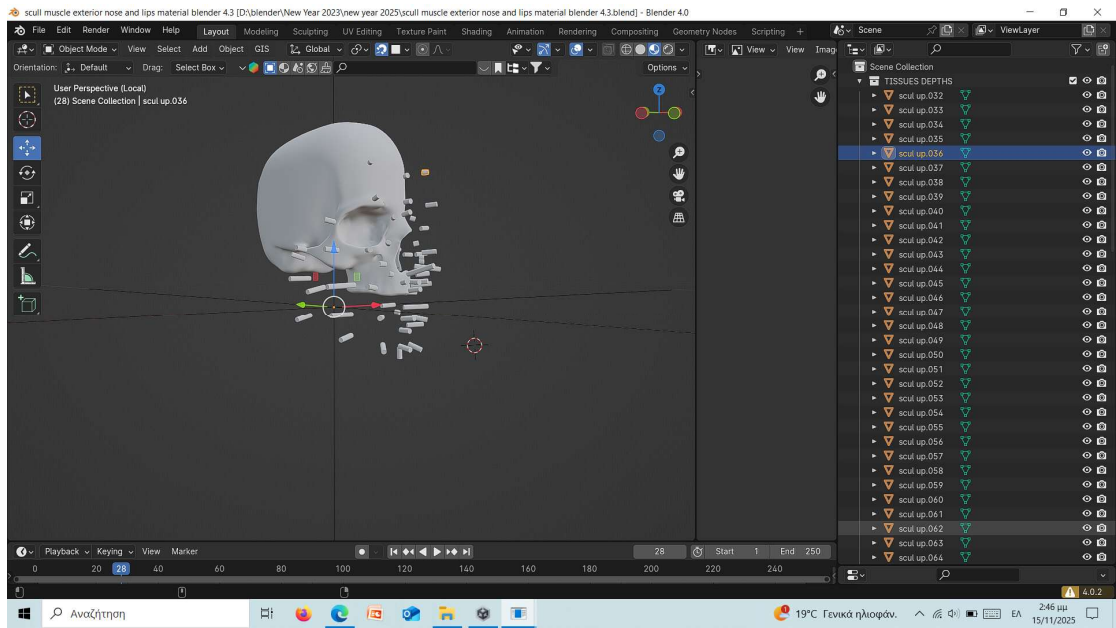 scull muscle exterior nose and lips material blender 4.3 [D:\blender\New Year 2023\new year 2025\scull muscle exterior nose and lips material blender 4.3.blend] - Blender 4.0
File Edit Render Window Help Layout Modeling Sculpting UV Editing Texture Paint Shading Animation Rendering Compositing Geometry Nodes Scripting + Scene ViewLayer
Object Mode View Select Add Object GIS Global View Imag
Orientation: Default Drag: Select Box Options
User Perspective (Local)
(28) Scene Collection | scul up.036
Z
Scene Collection
TISSUES DEPTHS
scul up.032
scul up.033
scul up.034
scul up.035
scul up.036
scul up.037
scul up.038
scul up.039
scul up.040
scul up.041
scul up.042
scul up.043
scul up.044
scul up.045
scul up.046
scul up.047
scul up.048
scul up.049
scul up.050
scul up.051
scul up.052
scul up.053
scul up.054
scul up.055
scul up.056
scul up.057
scul up.058
scul up.059
scul up.060
scul up.061
scul up.062
scul up.063
scul up.064
Playback Keying View Marker 28 Start 1 End 250
0 20 28 40 60 80 100 120 140 160 180 200 220 240
4.0.2
Αναζήτηση 19°C Γενικά ηλιοφάν. ΕΛ 2:46 μμ
15/11/2025